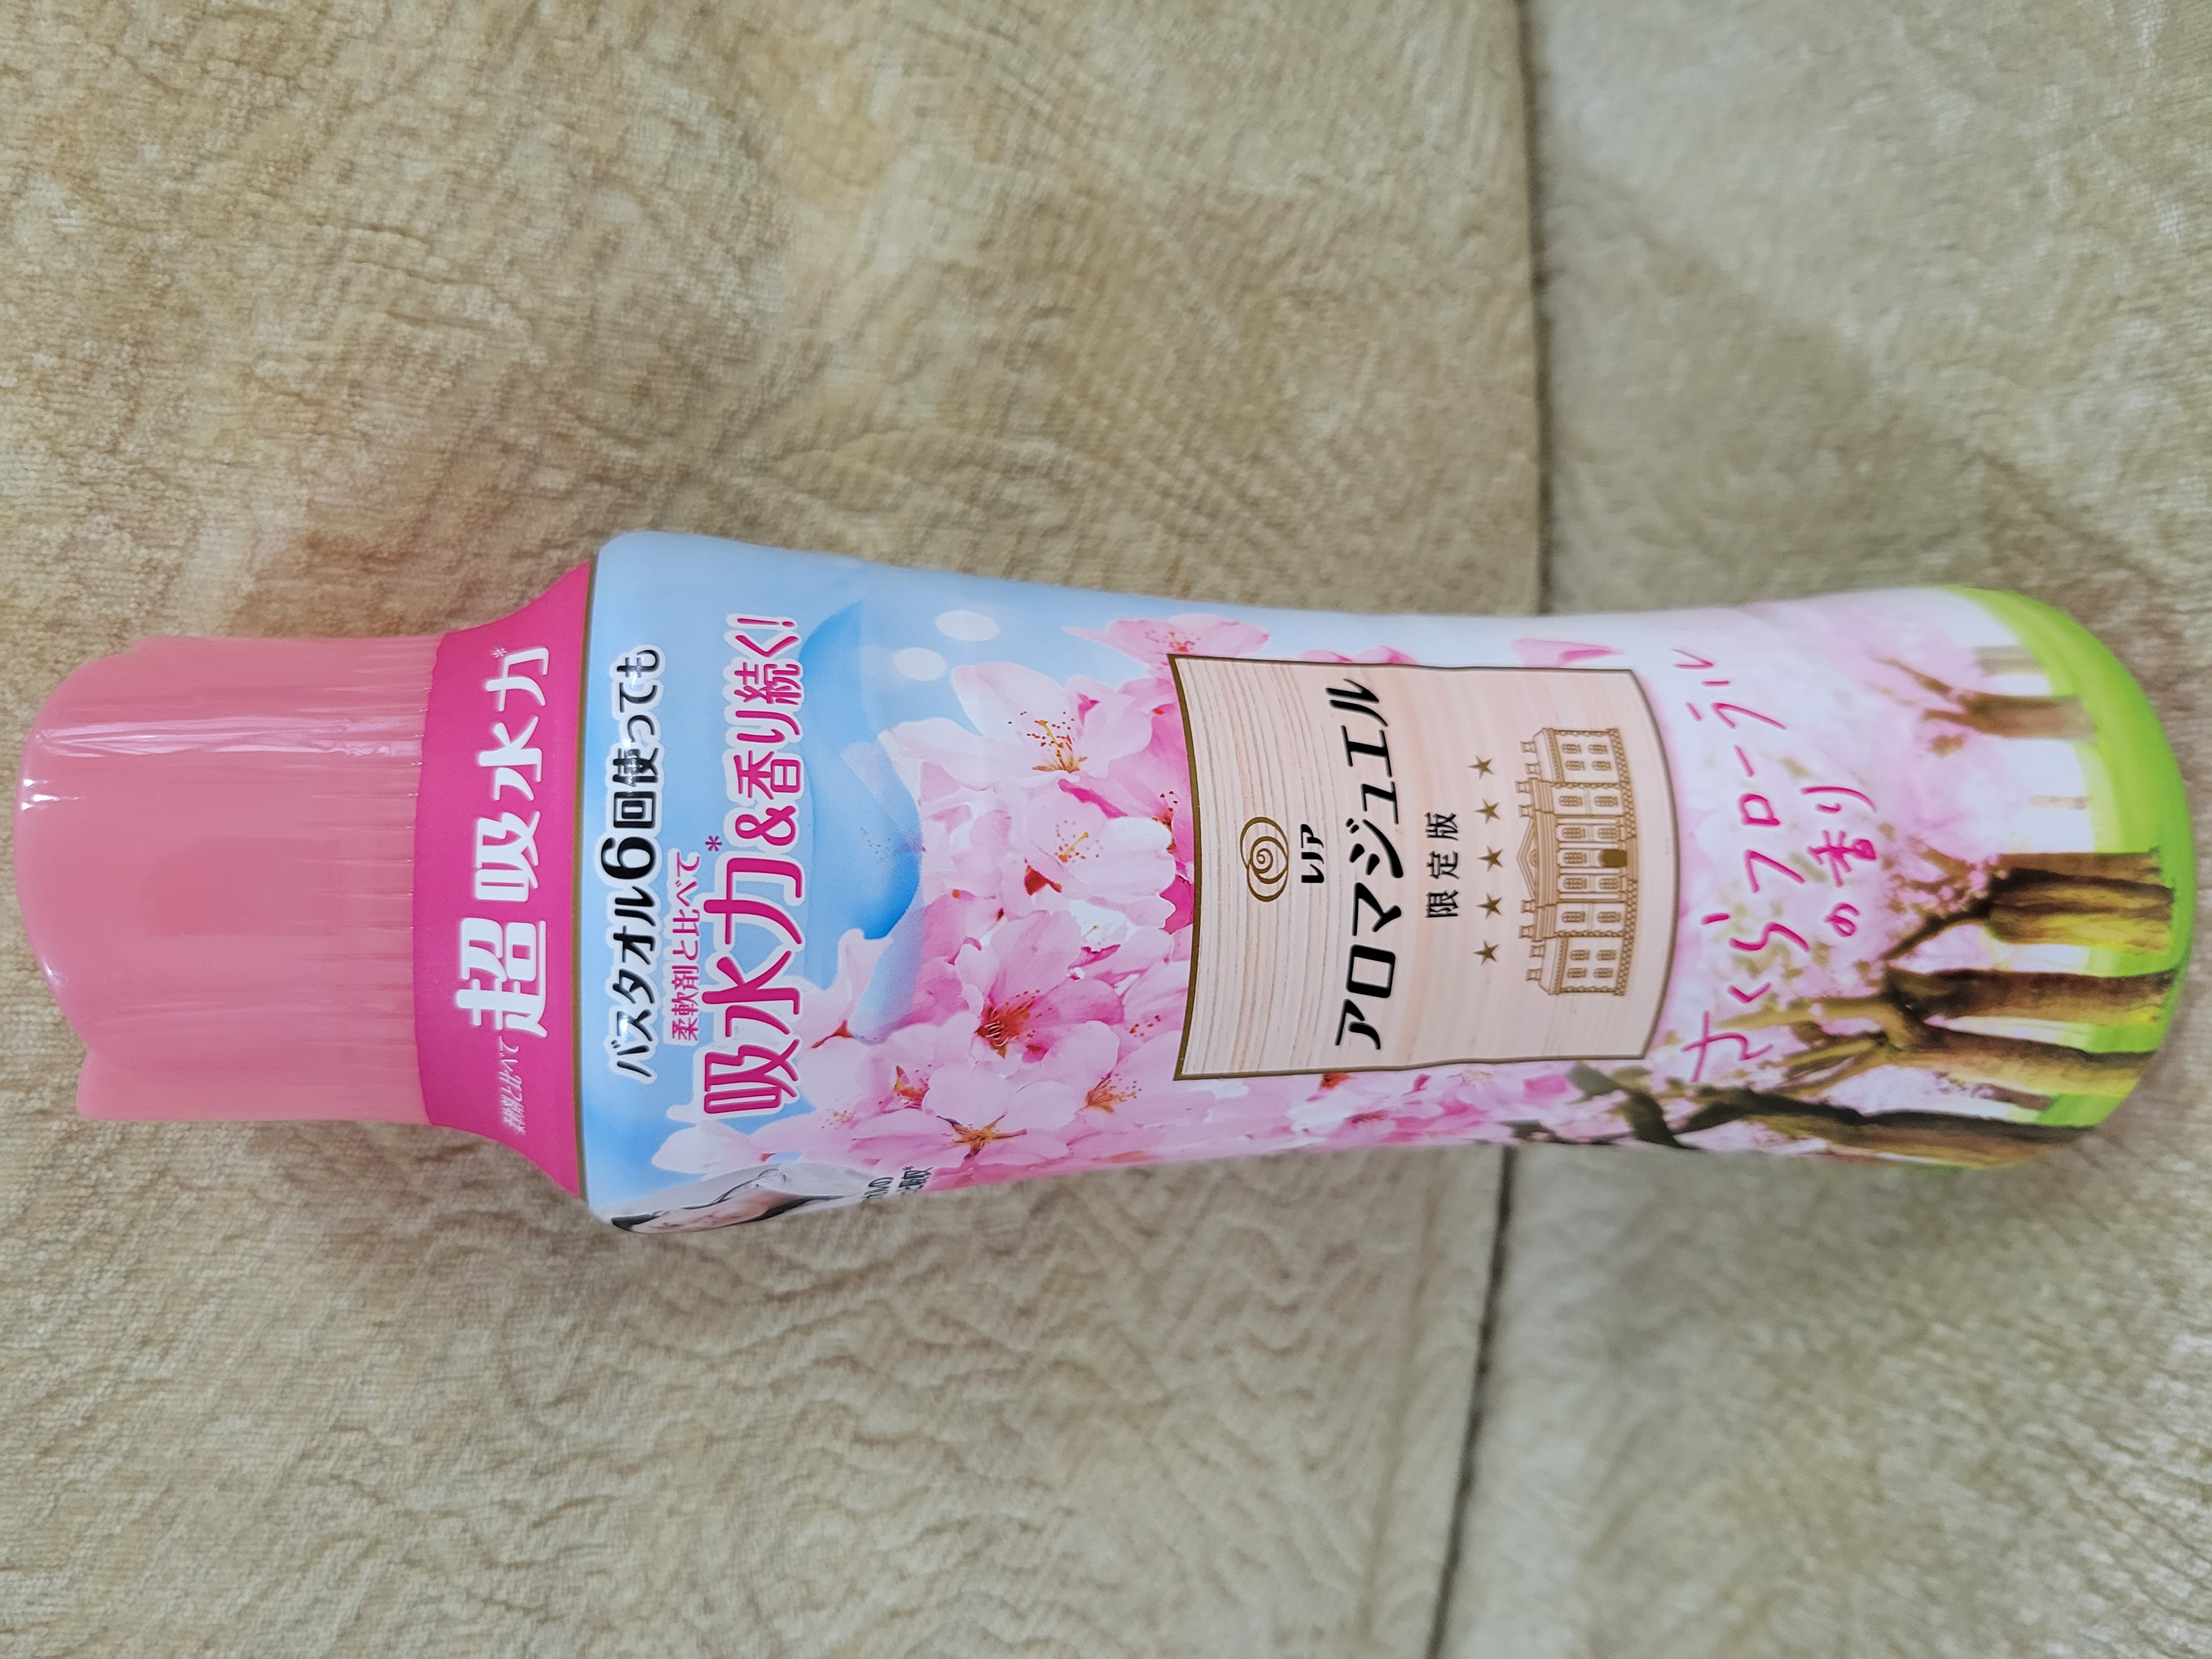 柔軟剤と比べて
超吸水力*
バスタオル6回使っても
柔軟剤と比べて
吸水力*&香り続く!
レノア
アロマジュエル
限定版
さくらフローラル
の香り